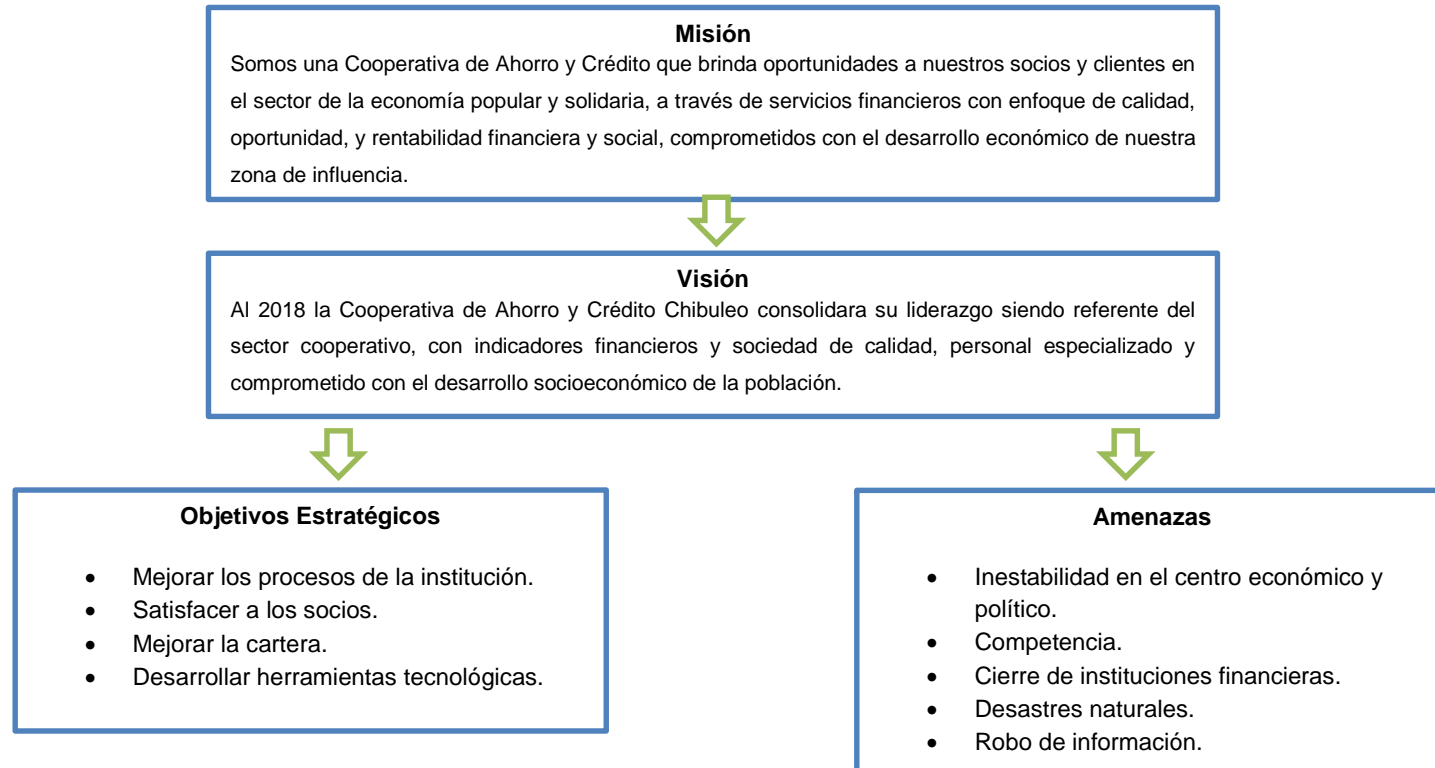 Misión
Somos una Cooperativa de Ahorro y Crédito que brinda oportunidades a nuestros socios y clientes en
el sector de la economía popular y solidaria, a través de servicios financieros con enfoque de calidad,
oportunidad, y rentabilidad financiera y social, comprometidos con el desarrollo económico de nuestra
zona de influencia.
Visión
Al 2018 la Cooperativa de Ahorro y Crédito Chibuleo consolidara su liderazgo siendo referente del
sector cooperativo, con indicadores financieros y sociedad de calidad, personal especializado y
comprometido con el desarrollo socioeconómico de la población.
Objetivos Estratégicos
• Mejorar los procesos de la institución.
• Satisfacer a los socios.
• Mejorar la cartera.
• Desarrollar herramientas tecnológicas.
Amenazas
• Inestabilidad en el centro económico y
político.
• Competencia.
• Cierre de instituciones financieras.
• Desastres naturales.
• Robo de información.